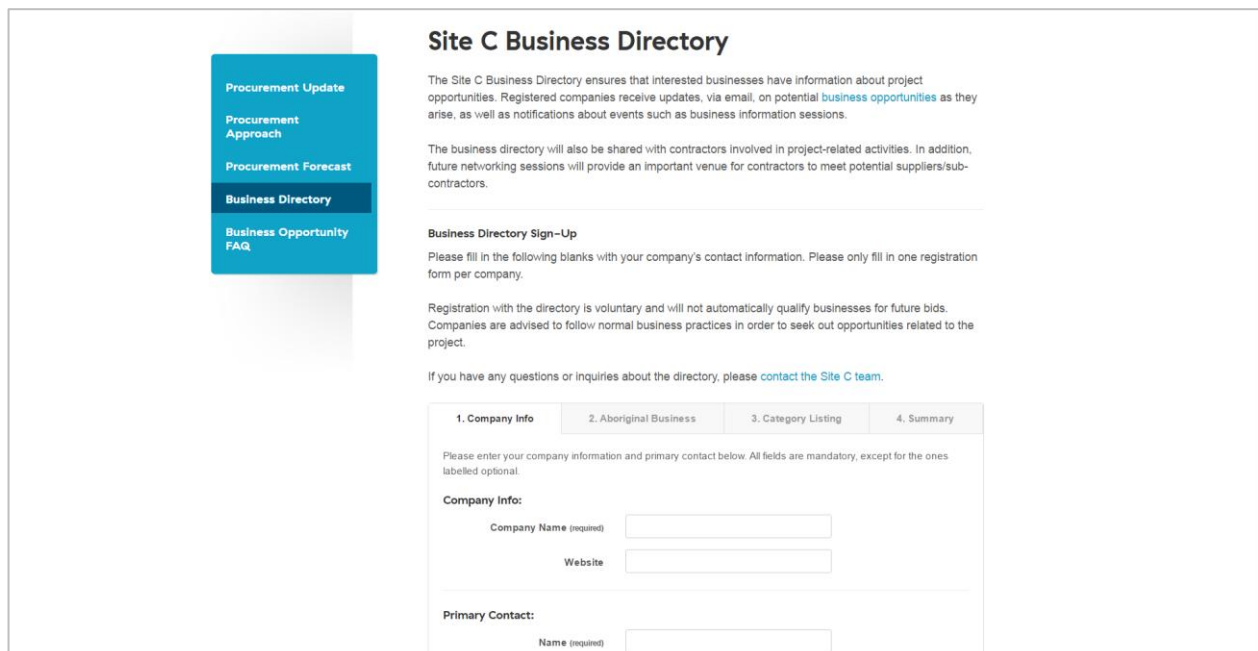 Site C Business Directory
Procurement Update
Procurement
Approach
Procurement Forecast
Business Directory
Business Opportunity
FAQ
The Site C Business Directory ensures that interested businesses have information about project
opportunities. Registered companies receive updates, via email, on potential business opportunities as they
arise, as well as notifications about events such as business information sessions.
The business directory will also be shared with contractors involved in project-related activities. In addition,
future networking sessions will provide an important venue for contractors to meet potential suppliers/sub-
contractors.
Business Directory Sign-Up
Please fill in the following blanks with your company's contact information. Please only fill in one registration
form per company.
Registration with the directory is voluntary and will not automatically qualify businesses for future bids.
Companies are advised to follow normal business practices in order to seek out opportunities related to the
project.
If you have any questions or inquiries about the directory, please contact the Site C team.
1. Company Info 2. Aboriginal Business 3. Category Listing 4. Summary
Please enter your company information and primary contact below. All fields are mandatory, except for the ones
labelled optional.
Company Info:
Company Name (required)
Website
Primary Contact:
Name (required)